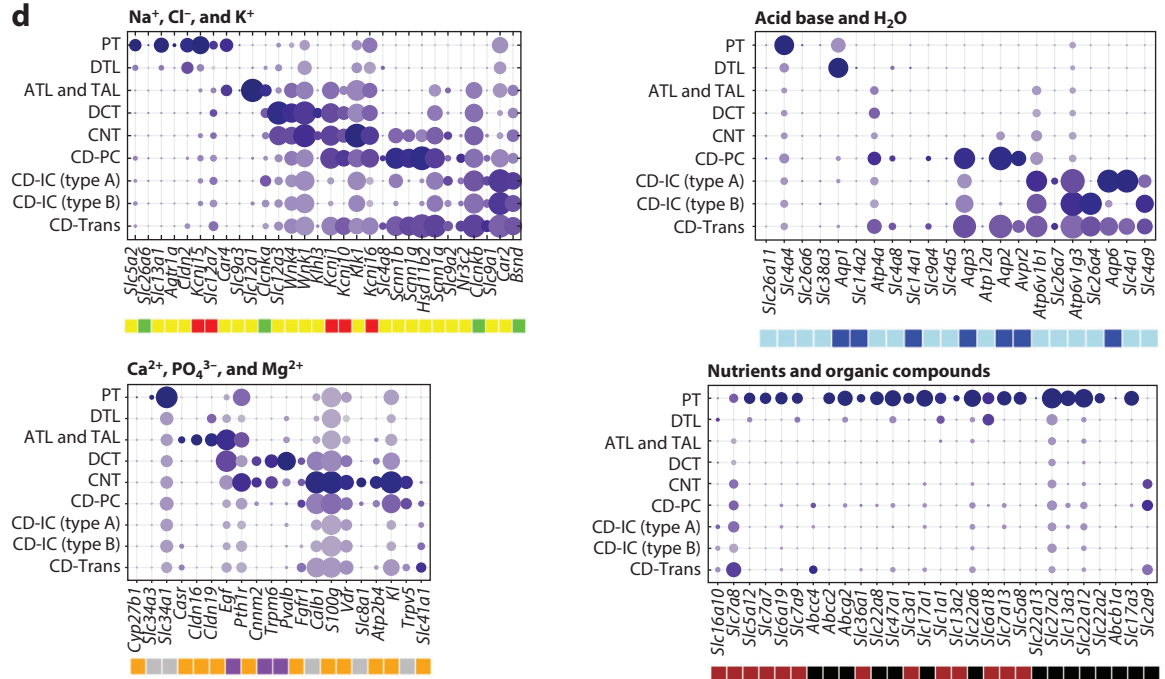 d
Na⁺, Cl⁻, and K⁺
PT
DTL
ATL and TAL
DCT
CNT
CD-PC
CD-IC (type A)
CD-IC (type B)
CD-Trans
Slc5a2
Slc26a6
Slc13a1
Agtr1a
Cldn2
Kcnj15
Slc12a7
Car4
Slc9a3
Slc12a1
Clcnka
Slc12a3
Wnk4
Wnk1
Klhl3
Kcnj1
Kcnj10
Klk1
Kcnj16
Slc4a8
Scnn1b
Scnn1g
Hsd11b2
Scnn1a
Slc9a2
Nr3c2
Clcnkb
Slc9a1
Car2
Bsnd
Acid base and H₂O
PT
DTL
ATL and TAL
DCT
CNT
CD-PC
CD-IC (type A)
CD-IC (type B)
CD-Trans
Slc26a11
Slc4a4
Slc26a6
Slc38a3
Aqp1
Slc14a2
Atp4a
Slc4a8
Slc14a1
Slc9a4
Slc4a5
Aqp3
Atp12a
Aqp2
Avpr2
Atp6v1b1
Slc26a7
Atp6v1g3
Slc26a4
Aqp6
Slc4a1
Slc4a9
Ca²⁺, PO₄³⁻, and Mg²⁺
PT
DTL
ATL and TAL
DCT
CNT
CD-PC
CD-IC (type A)
CD-IC (type B)
CD-Trans
Cyp27b1
Slc34a3
Slc34a1
Casr
Cldn16
Cldn19
Egf
Pth1r
Cnnm2
Trpm6
Pvalb
Fgfr1
Calb1
S100g
Vdr
Slc8a1
Atp2b4
Kl
Trpv5
Slc41a1
Nutrients and organic compounds
PT
DTL
ATL and TAL
DCT
CNT
CD-PC
CD-IC (type A)
CD-IC (type B)
CD-Trans
Slc16a10
Slc7a8
Slc5a12
Slc7a7
Slc6a19
Slc7a9
Abcc4
Abcc2
Abcg2
Slc36a1
Slc22a8
Slc47a1
Slc3a1
Slc17a1
Slc1a1
Slc13a2
Slc22a6
Slc6a18
Slc7a13
Slc5a8
Slc22a13
Slc27a2
Slc13a3
Slc22a12
Slc22a2
Abcb1a
Slc17a3
Slc2a9